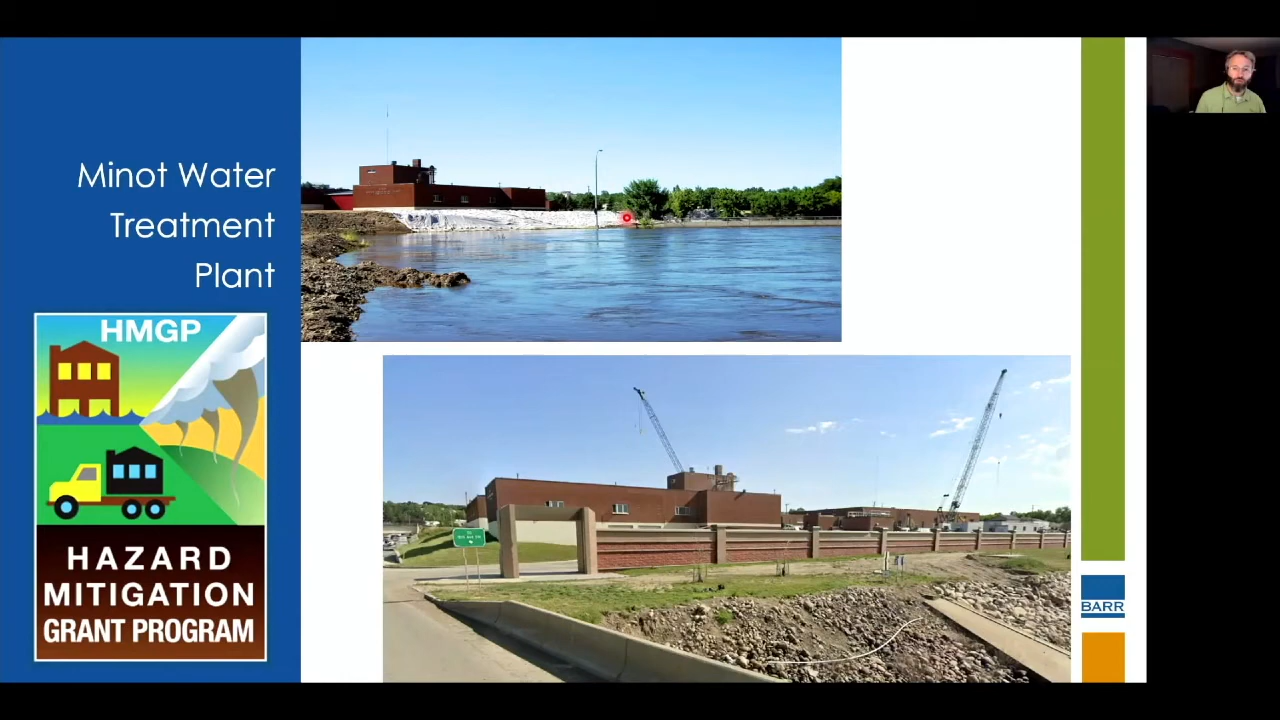 Minot Water
Treatment
Plant
HMGP
HAZARD
MITIGATION
GRANT PROGRAM
BARR